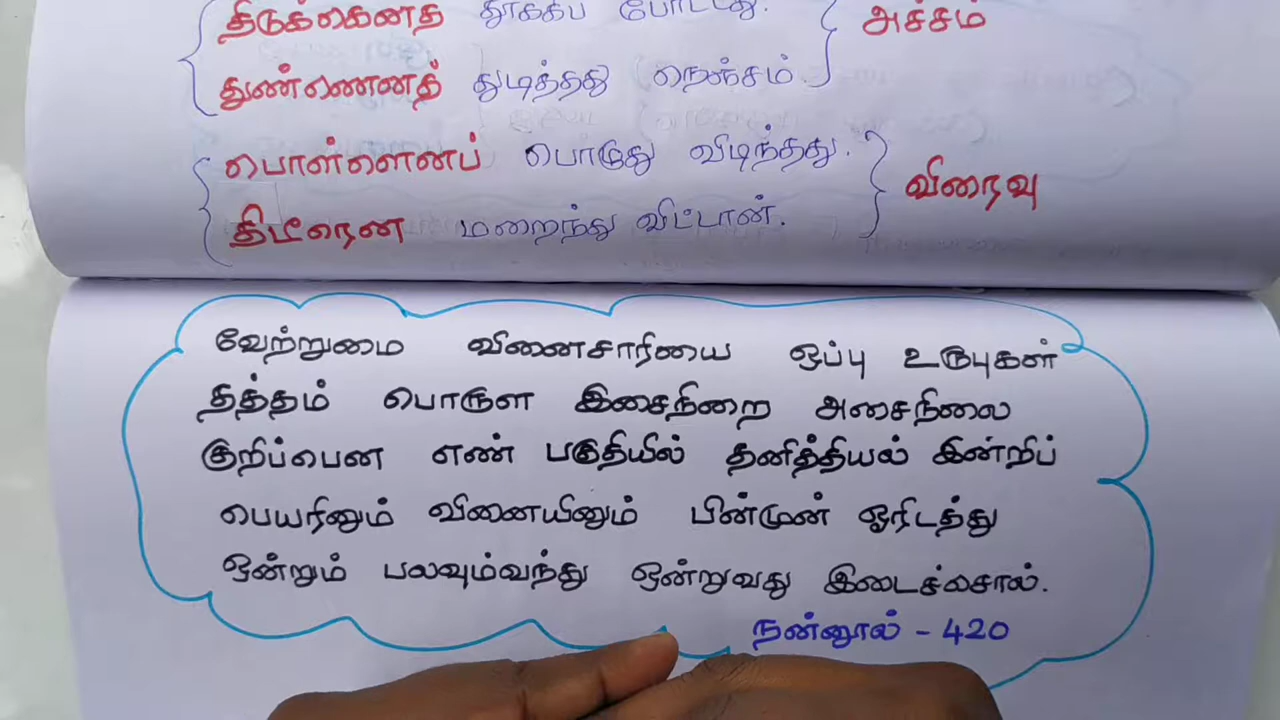 திடுக்கெனத் தூக்கிப் போட்டது. அச்சம்
துண்ணெனத் துடித்தது நெஞ்சம்
பொள்ளெனப் பொழுது விடிந்தது. விரைவு
திடீரென மறைந்து விட்டான்.
வேற்றுமை வினைசாரியை ஒப்பு உருபுகள்
தத்தம் பொருள இசைநிறை அசைநிலை
குறிப்பென எண் பகுதியில் தனித்தியல் இன்றிப்
பெயரினும் வினையினும் பின்முன் ஓரிடத்து
ஒன்றும் பலவும்வந்து ஒன்றுவது இடைச்சொல்.
நன்னூல் - 420